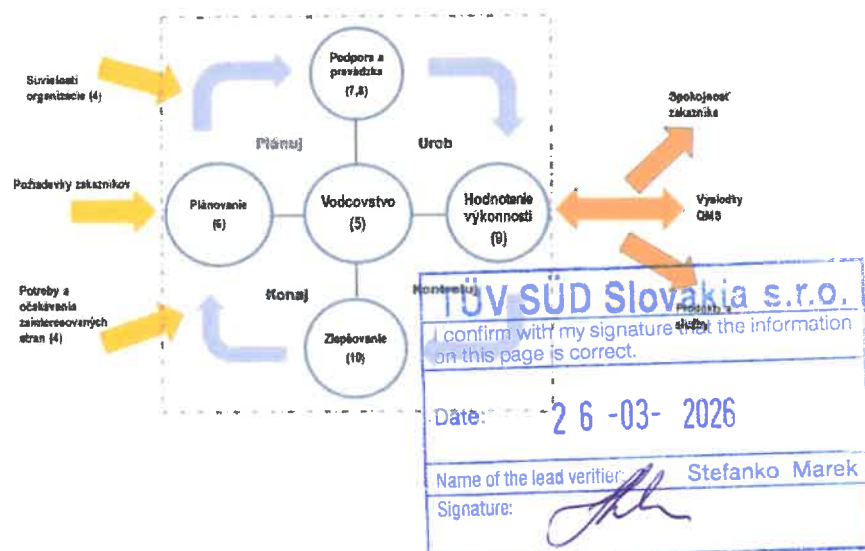 Súvislosti
organizácie (4)
Požiadavky zákazníkov
Potreby a
očakávania
zainteresovaných
strán (4)
Podpora a
prevádzka
(7,8)
Plánuj
Urob
Plánovanie
(6)
Vodcovstvo
(5)
Hodnotenie
výkonnosti
(9)
Konaj
Kontroluj
Zlepšovanie
(10)
Spokojnosť
zákazníka
Výsledky
QMS
Produkty a
služby
TÜV SÜD Slovakia s.r.o.
I confirm with my signature that the information
on this page is correct.
Date: 26-03-2026
Name of the lead verifier: Stefanko Marek
Signature: